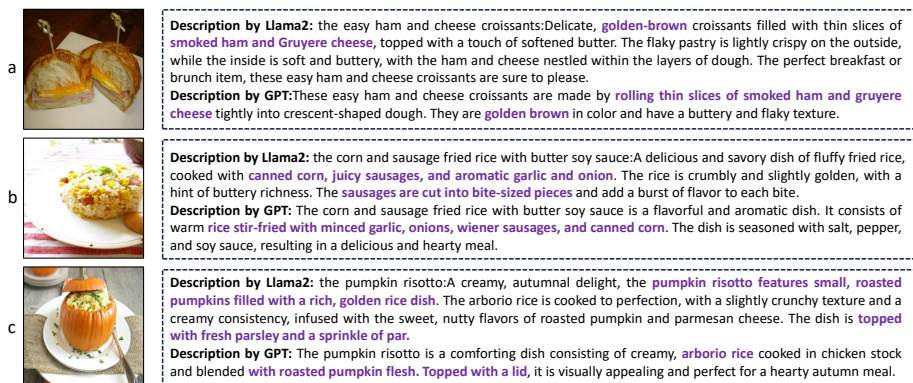 a
Description by Llama2: the easy ham and cheese croissants:Delicate, golden-brown croissants filled with thin slices of
smoked ham and Gruyere cheese, topped with a touch of softened butter. The flaky pastry is lightly crispy on the outside,
while the inside is soft and buttery, with the ham and cheese nestled within the layers of dough. The perfect breakfast or
brunch item, these easy ham and cheese croissants are sure to please.
Description by GPT:These easy ham and cheese croissants are made by rolling thin slices of smoked ham and gruyere
cheese tightly into crescent-shaped dough. They are golden brown in color and have a buttery and flaky texture.
b
Description by Llama2: the corn and sausage fried rice with butter soy sauce:A delicious and savory dish of fluffy fried rice,
cooked with canned corn, juicy sausages, and aromatic garlic and onion. The rice is crumbly and slightly golden, with a
hint of buttery richness. The sausages are cut into bite-sized pieces and add a burst of flavor to each bite.
Description by GPT: The corn and sausage fried rice with butter soy sauce is a flavorful and aromatic dish. It consists of
warm rice stir-fried with minced garlic, onions, wiener sausages, and canned corn. The dish is seasoned with salt, pepper,
and soy sauce, resulting in a delicious and hearty meal.
c
Description by Llama2: the pumpkin risotto:A creamy, autumnal delight, the pumpkin risotto features small, roasted
pumpkins filled with a rich, golden rice dish. The arborio rice is cooked to perfection, with a slightly crunchy texture and a
creamy consistency, infused with the sweet, nutty flavors of roasted pumpkin and parmesan cheese. The dish is topped
with fresh parsley and a sprinkle of par.
Description by GPT: The pumpkin risotto is a comforting dish consisting of creamy, arborio rice cooked in chicken stock
and blended with roasted pumpkin flesh. Topped with a lid, it is visually appealing and perfect for a hearty autumn meal.